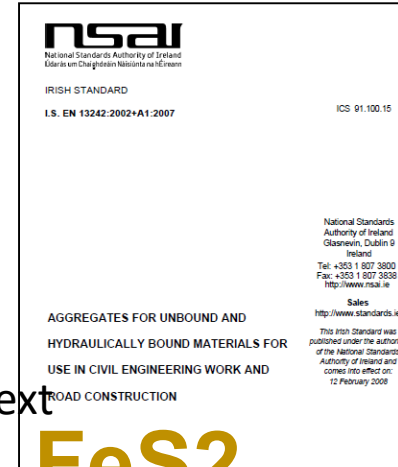 nsai
National Standards Authority of Ireland
Údarás um Chaighdeáin Náisiúnta na hÉireann
IRISH STANDARD
I.S. EN 13242:2002+A1:2007
ICS 91.100.15
National Standards
Authority of Ireland
Glasnevin, Dublin 9
Ireland
Tel: +353 1 807 3800
Fax: +353 1 807 3838
http://www.nsai.ie
Sales
http://www.standards.ie
This Irish Standard was
published under the
of the National Standards
Authority of Ireland and
comes into effect on:
12 February 2008
AGGREGATES FOR UNBOUND AND
HYDRAULICALLY BOUND MATERIALS FOR
USE IN CIVIL ENGINEERING WORK AND
ROAD CONSTRUCTION
ext
FeS2